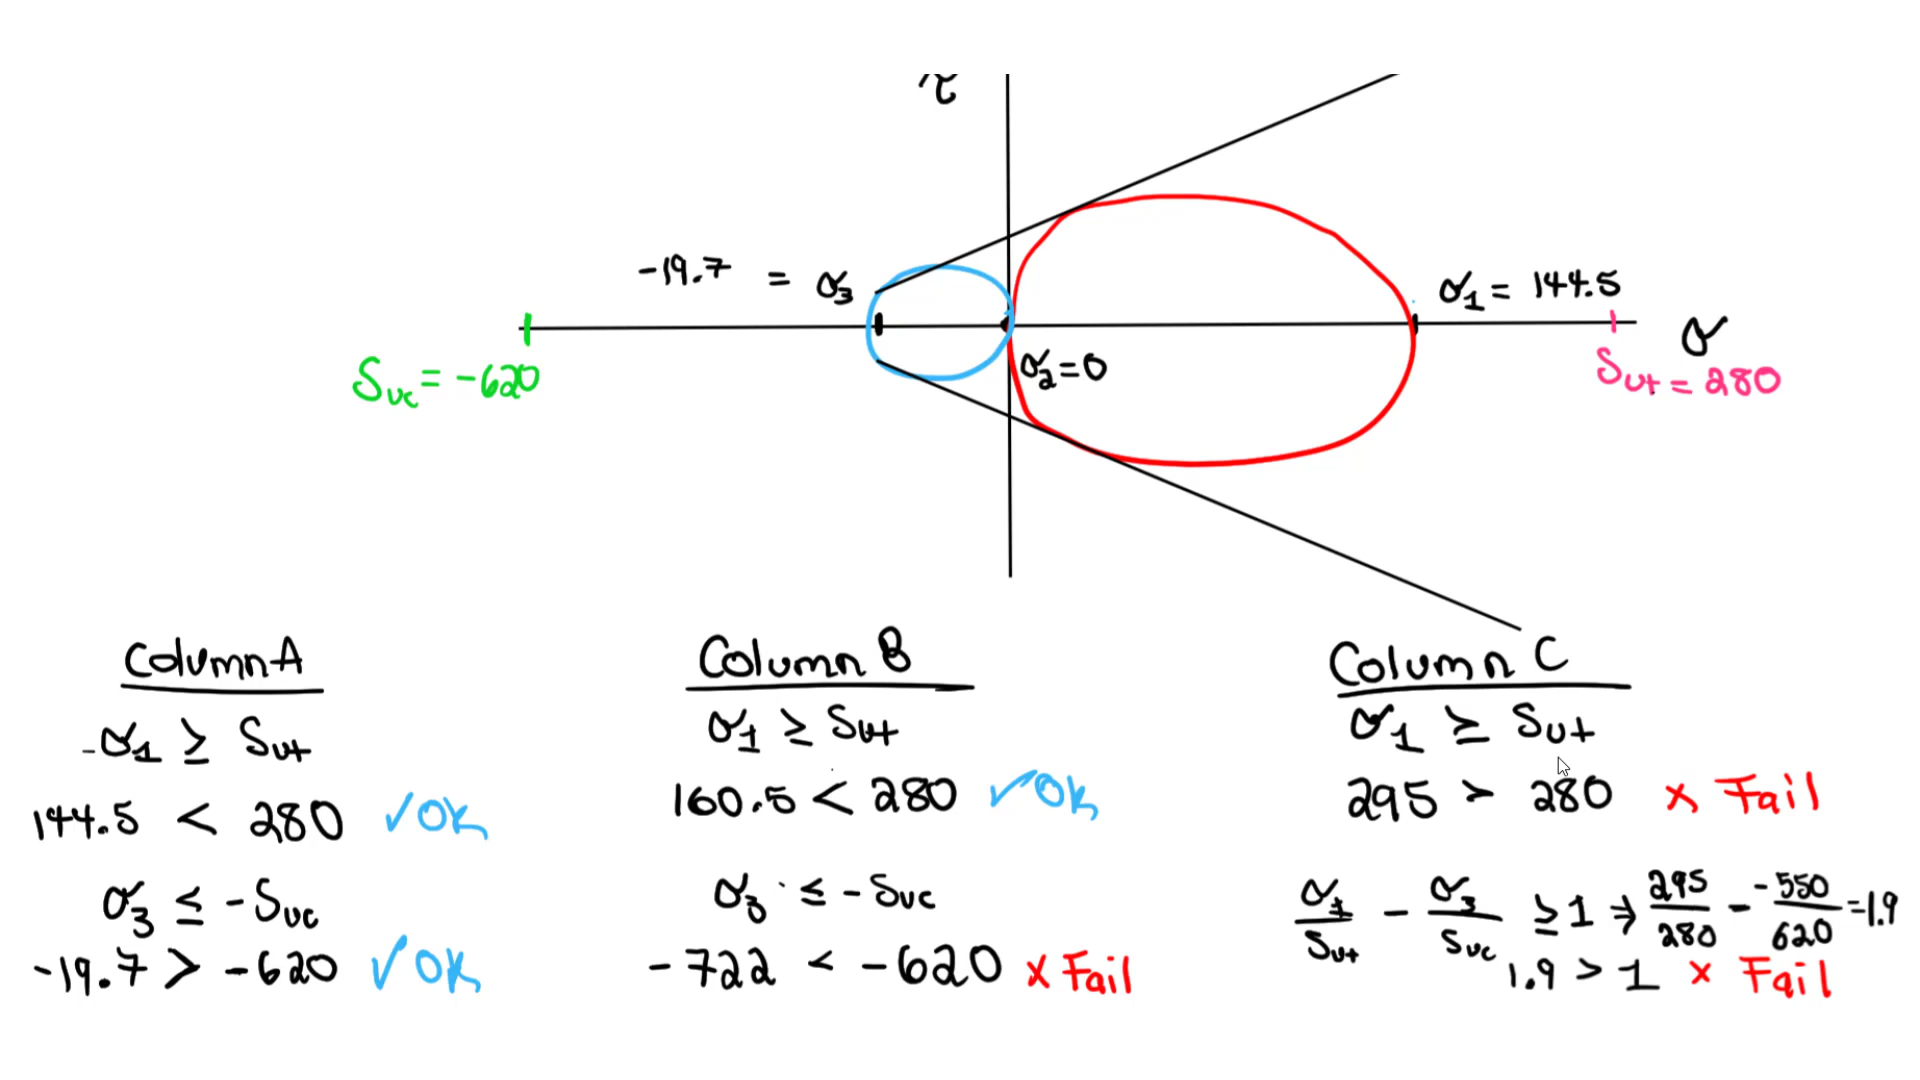 τ
-19.7 = σ3
σ1 = 144.5
σ
Suc = -620
σ2=0
Sut = 280
Column A
-σ1 ≥ Sut
144.5 < 280 ✓OK
σ3 ≤ -Suc
-19.7 > -620 ✓OK
Column B
σ1 ≥ Sut
160.5 < 280 ✓OK
σ3 ≤ -Suc
-722 < -620 x Fail
Column C
σ1 ≥ Sut
295 > 280 x Fail
σ1/Sut - σ3/Suc ≥ 1 → 295/280 - -550/620 = 1.9
1.9 > 1 x Fail